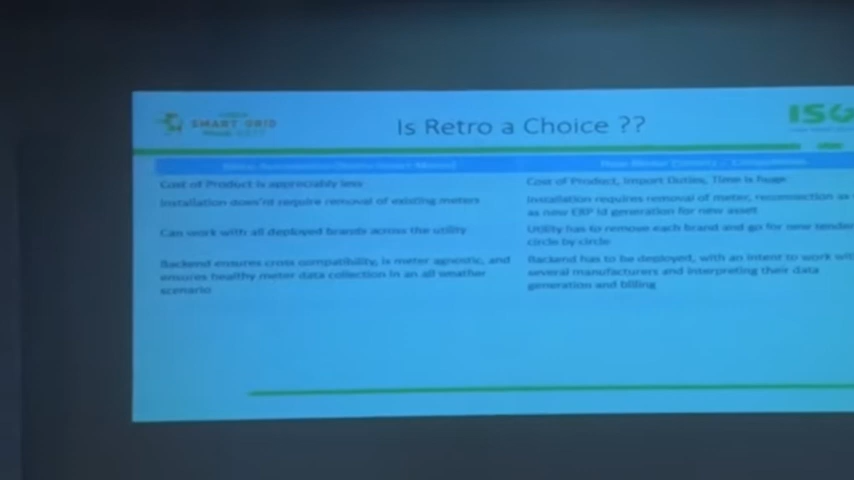 SMART GRID
Is Retro a Choice ??
ISG
Cost of Product is appreciably less
Installation does'nt require removal of existing meters
Can work with all deployed brands across the utility
Backend ensures cross compatibility, is meter agnostic, and
ensures healthy meter data collection in an all weather
scenario
Cost of Product, Import Duties, Time is huge
Installation requires removal of meter, reconnection as
as new ERP Id generation for new asset
Utility has to remove each brand and go for new tender
circle by circle
Backend has to be deployed, with an intent to work wit
several manufacturers and interpreting their data
generation and billing